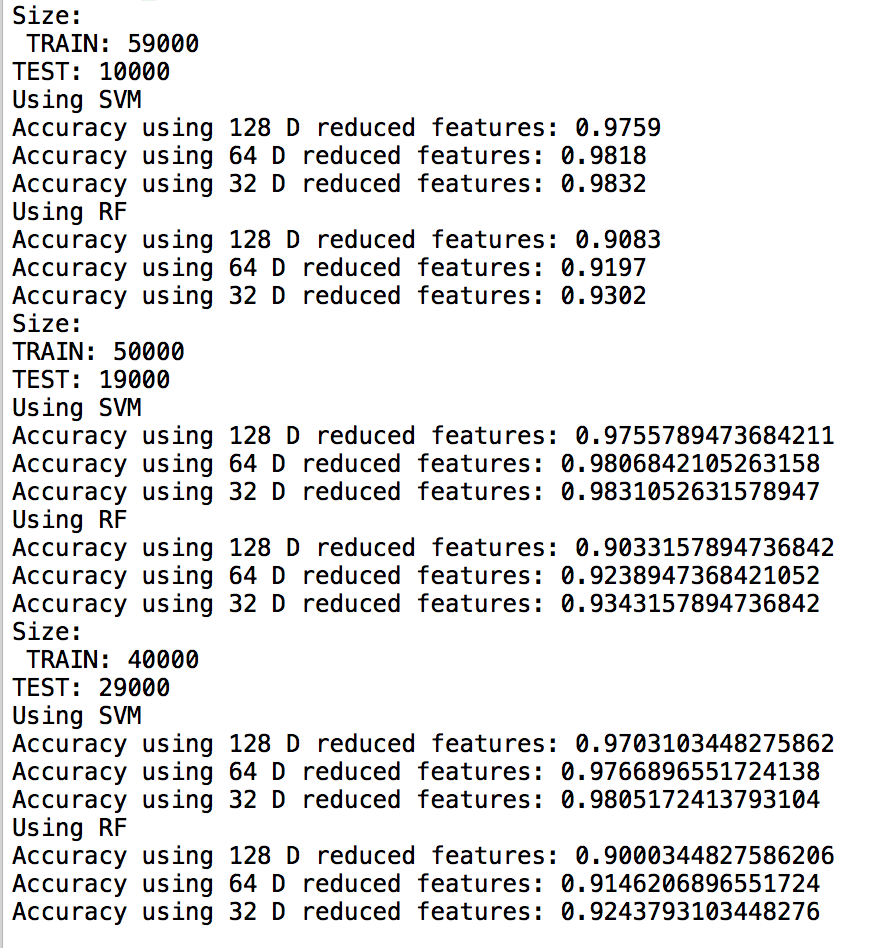 Size:
 TRAIN: 59000
TEST: 10000
Using SVM
Accuracy using 128 D reduced features: 0.9759
Accuracy using 64 D reduced features: 0.9818
Accuracy using 32 D reduced features: 0.9832
Using RF
Accuracy using 128 D reduced features: 0.9083
Accuracy using 64 D reduced features: 0.9197
Accuracy using 32 D reduced features: 0.9302
Size:
TRAIN: 50000
TEST: 19000
Using SVM
Accuracy using 128 D reduced features: 0.9755789473684211
Accuracy using 64 D reduced features: 0.9806842105263158
Accuracy using 32 D reduced features: 0.9831052631578947
Using RF
Accuracy using 128 D reduced features: 0.9033157894736842
Accuracy using 64 D reduced features: 0.9238947368421052
Accuracy using 32 D reduced features: 0.9343157894736842
Size:
 TRAIN: 40000
TEST: 29000
Using SVM
Accuracy using 128 D reduced features: 0.9703103448275862
Accuracy using 64 D reduced features: 0.9766896551724138
Accuracy using 32 D reduced features: 0.9805172413793104
Using RF
Accuracy using 128 D reduced features: 0.9000344827586206
Accuracy using 64 D reduced features: 0.9146206896551724
Accuracy using 32 D reduced features: 0.9243793103448276